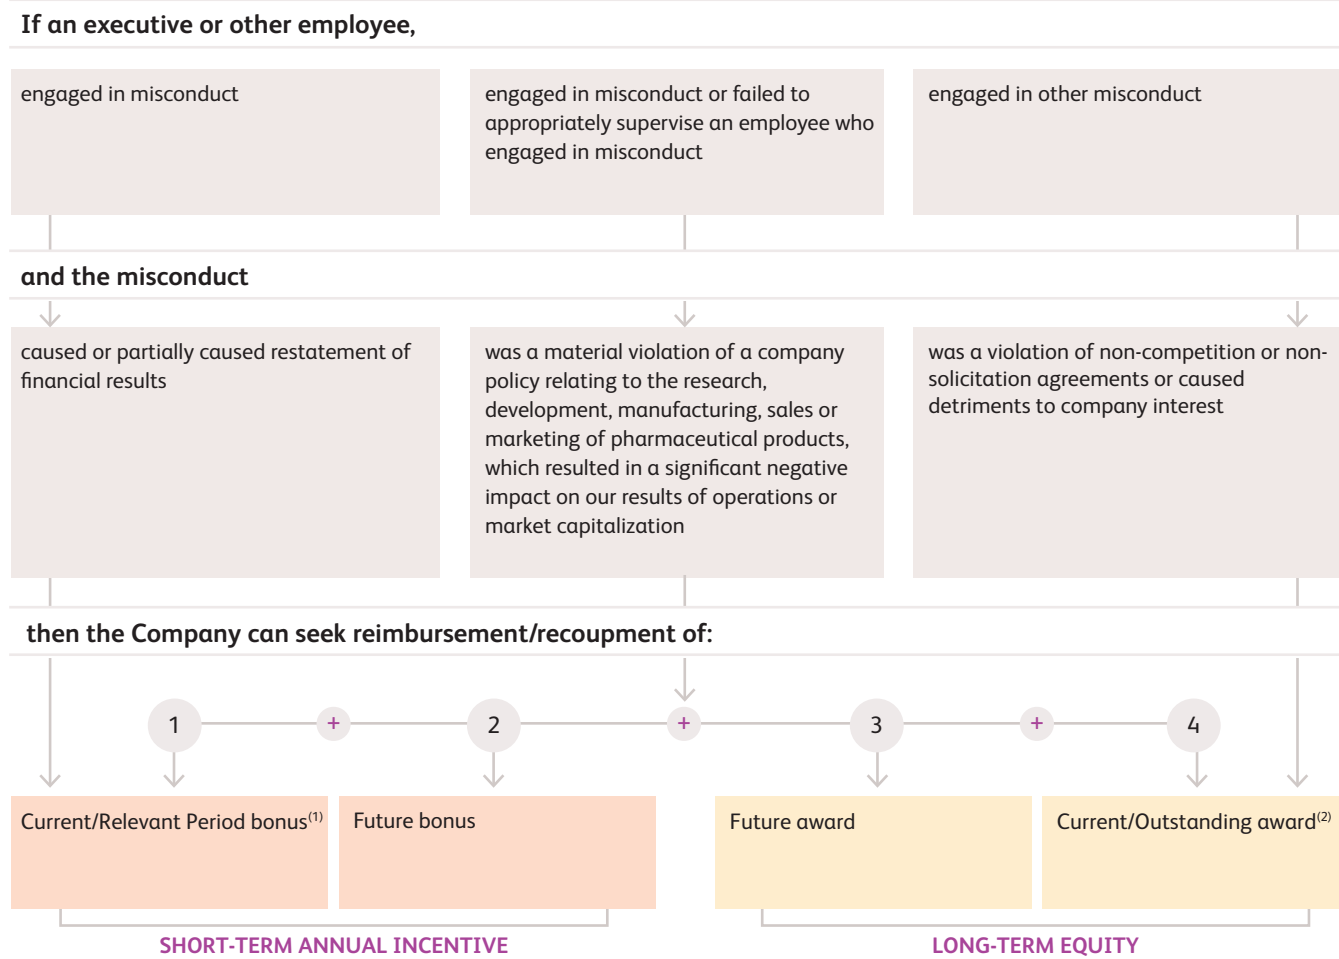 If an executive or other employee,
engaged in misconduct
engaged in misconduct or failed to
appropriately supervise an employee who
engaged in misconduct
engaged in other misconduct
and the misconduct
caused or partially caused restatement of
financial results
was a material violation of a company
policy relating to the research,
development, manufacturing, sales or
marketing of pharmaceutical products,
which resulted in a significant negative
impact on our results of operations or
market capitalization
was a violation of non-competition or non-
solicitation agreements or caused
detriments to company interest
then the Company can seek reimbursement/recoupment of:
1 + 2 + 3 + 4
Current/Relevant Period bonus(1)
Future bonus
Future award
Current/Outstanding award(2)
SHORT-TERM ANNUAL INCENTIVE
LONG-TERM EQUITY